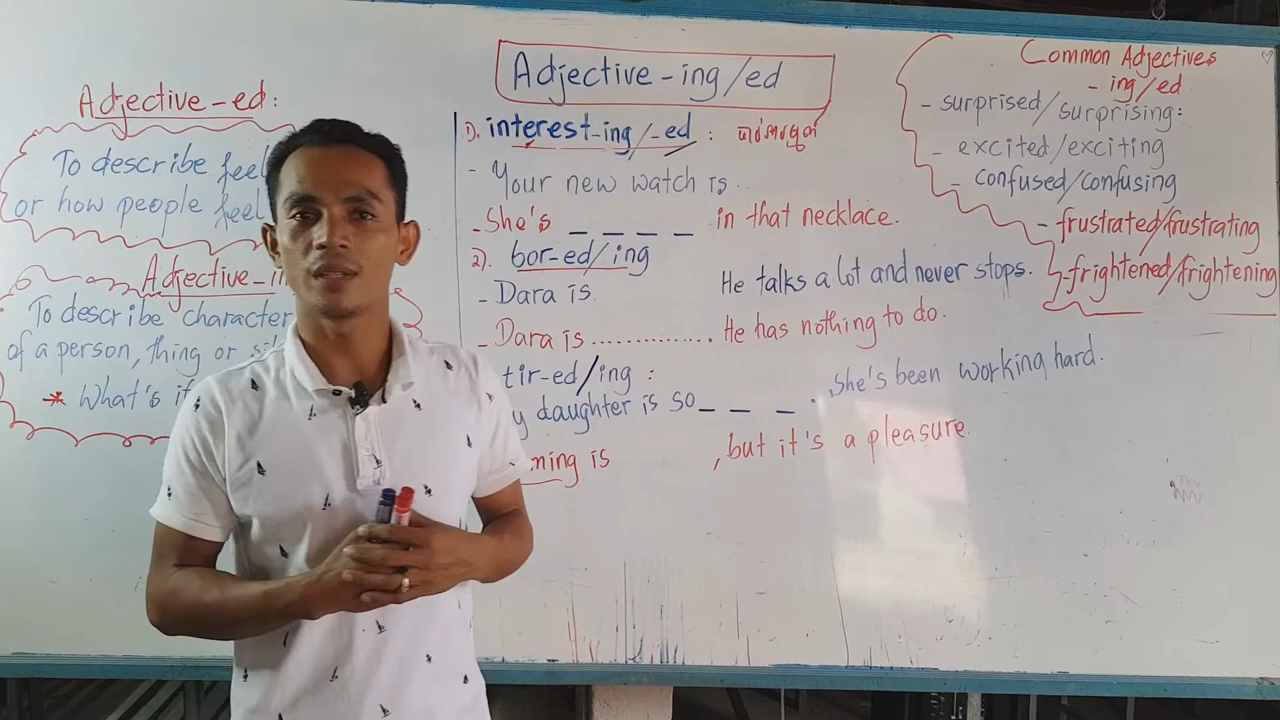 Adjective-ing/ed
Adjective-ed:
To describe feel
or how people feel
Adjective-in
To describe character
of a person, thing or
* What's
1). interest-ing/-ed :
- Your new watch is
- She's _ _ _ _ in that necklace.
2). bor-ed/ing
- Dara is. He talks a lot and never stops.
- Dara is............... He has nothing to do.
tir-ed/ing :
y daughter is so _ _ _ . She's been working hard.
ming is , but it's a pleasure.
Common Adjectives
- ing/ed
- surprised/surprising:
- excited/exciting
- confused/confusing
- frustrated/frustrating
- frightened/frightening